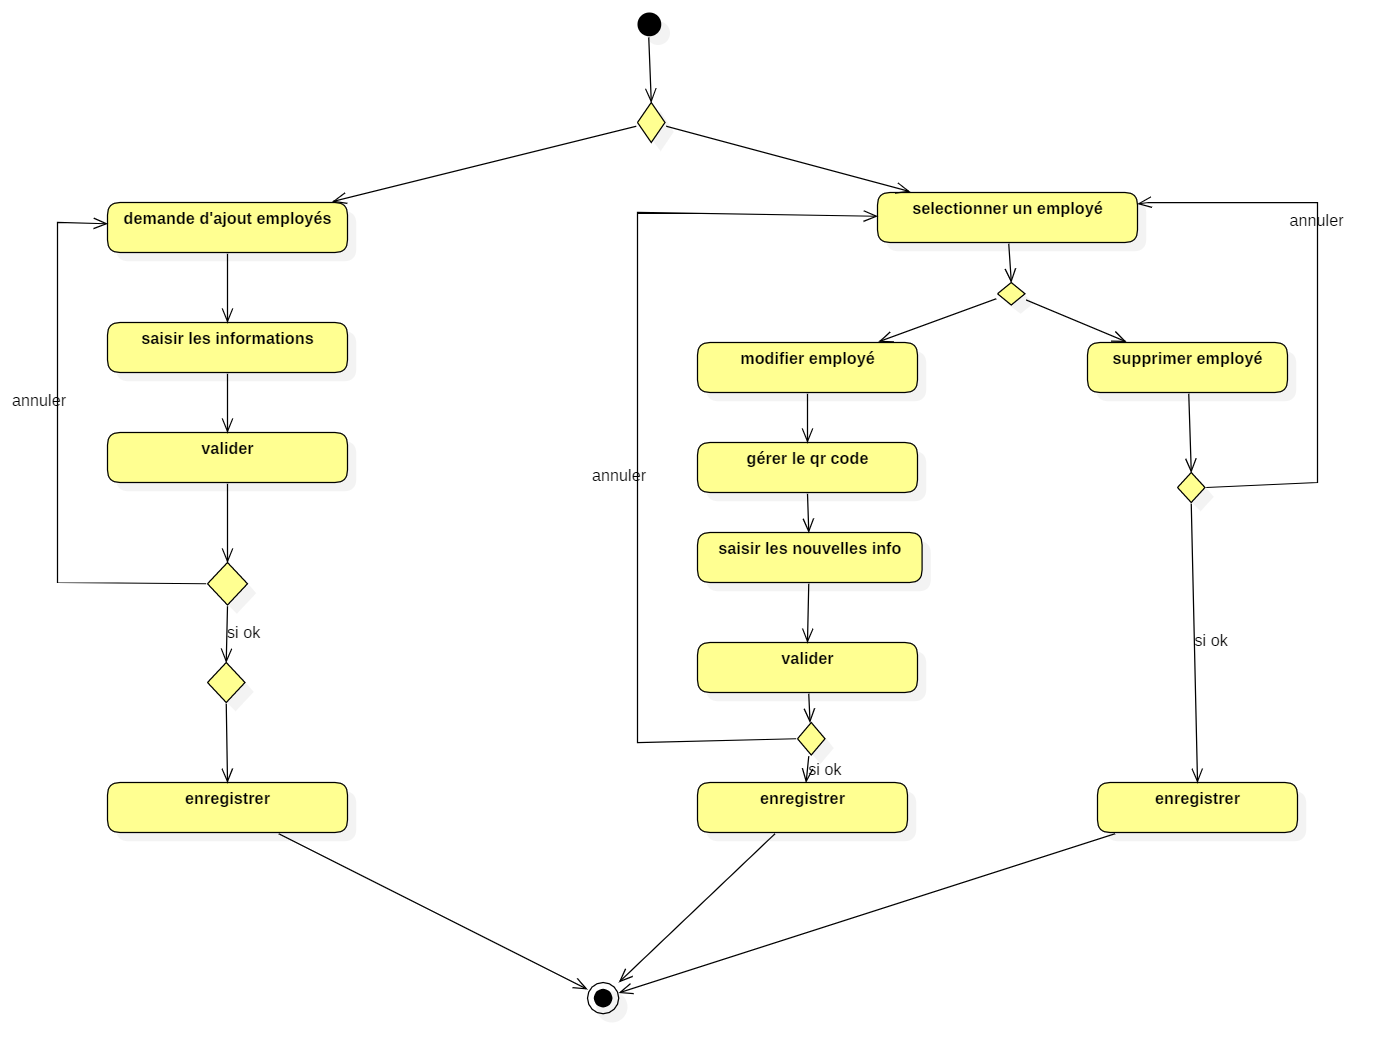 demande d'ajout employés
selectionner un employé
annuler
saisir les informations
modifier employé
supprimer employé
annuler
valider
gérer le qr code
annuler
saisir les nouvelles info
si ok
si ok
valider
si ok
enregistrer
enregistrer
enregistrer